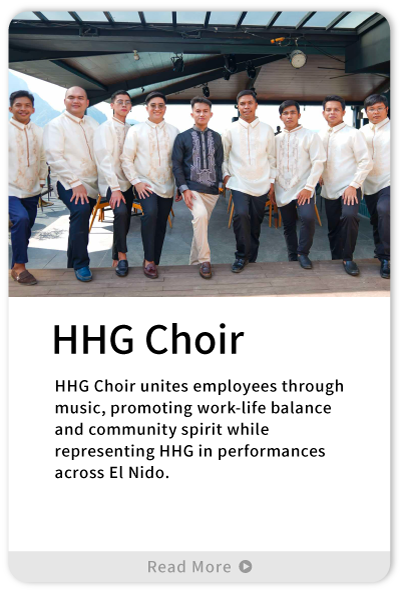 HHG Choir
HHG Choir unites employees through
music, promoting work-life balance
and community spirit while
representing HHG in performances
across El Nido.
Read More